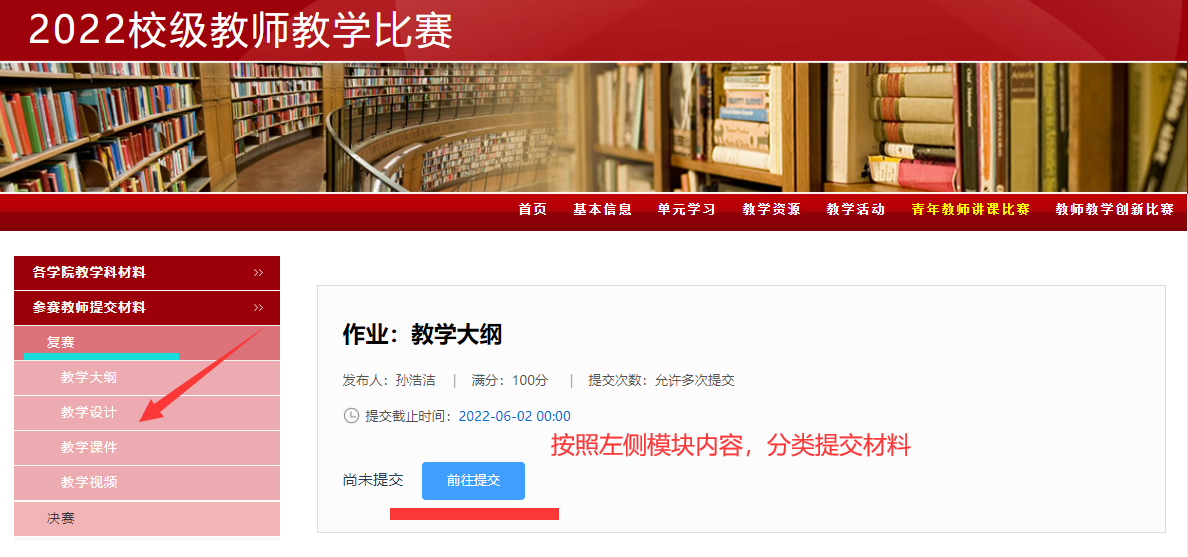 2022校级教师教学比赛
首页 基本信息 单元学习 教学资源 教学活动 青年教师讲课比赛 教师教学创新比赛
各学院教学科材料
参赛教师提交材料
复赛
教学大纲
教学设计
教学课件
教学视频
决赛
作业：教学大纲
发布人：孙浩洁 | 满分：100分 | 提交次数：允许多次提交
提交截止时间：2022-06-02 00:00
按照左侧模块内容，分类提交材料
尚未提交 前往提交